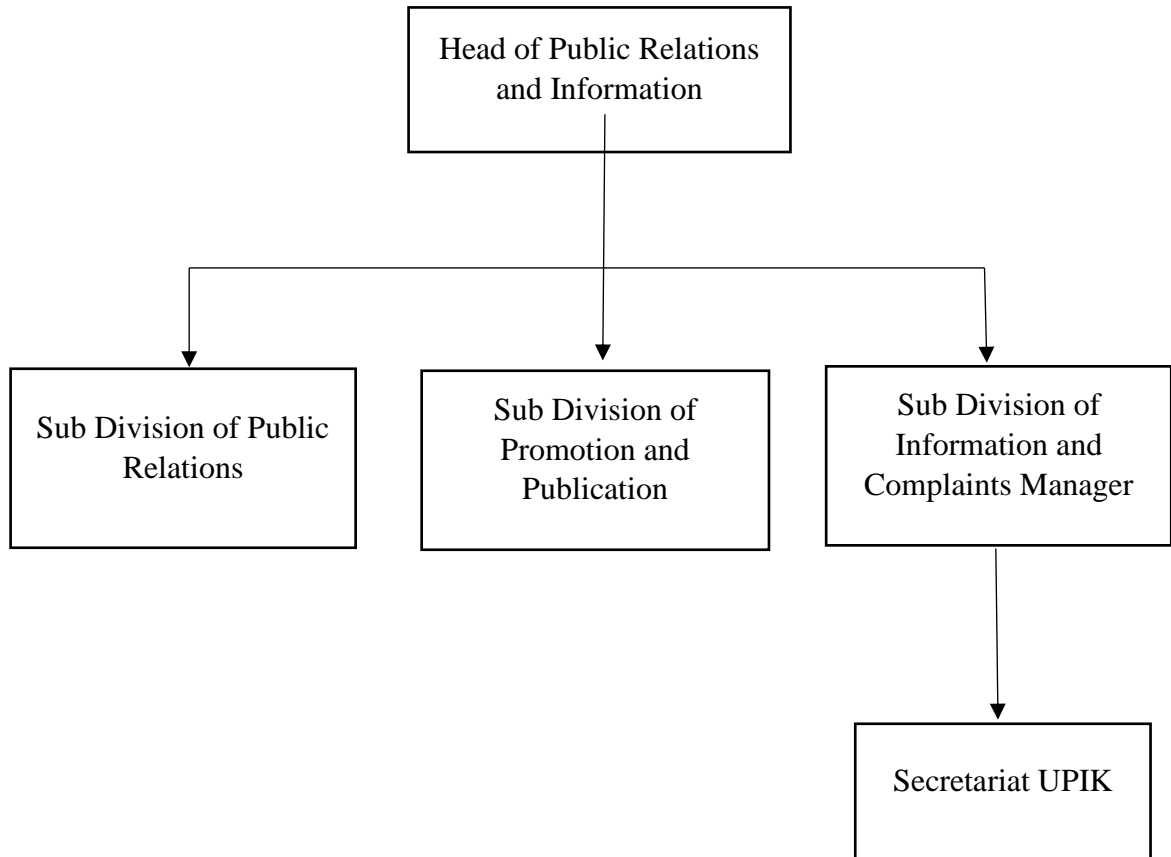 Head of Public Relations
and Information
Sub Division of Public
Relations
Sub Division of
Promotion and
Publication
Sub Division of
Information and
Complaints Manager
Secretariat UPIK